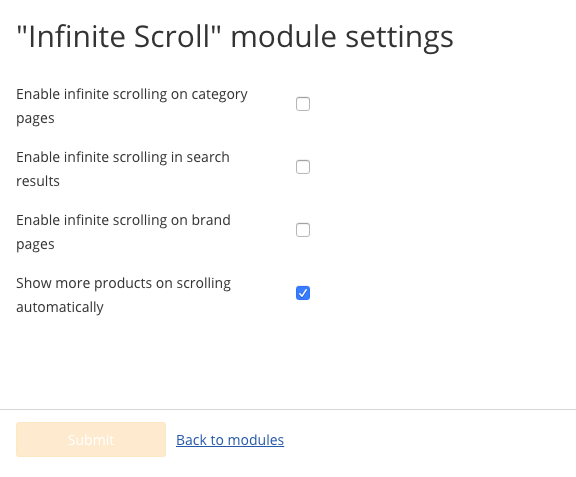 "Infinite Scroll" module settings
Enable infinite scrolling on category
pages
Enable infinite scrolling in search
results
Enable infinite scrolling on brand
pages
Show more products on scrolling
automatically
Submit
Back to modules